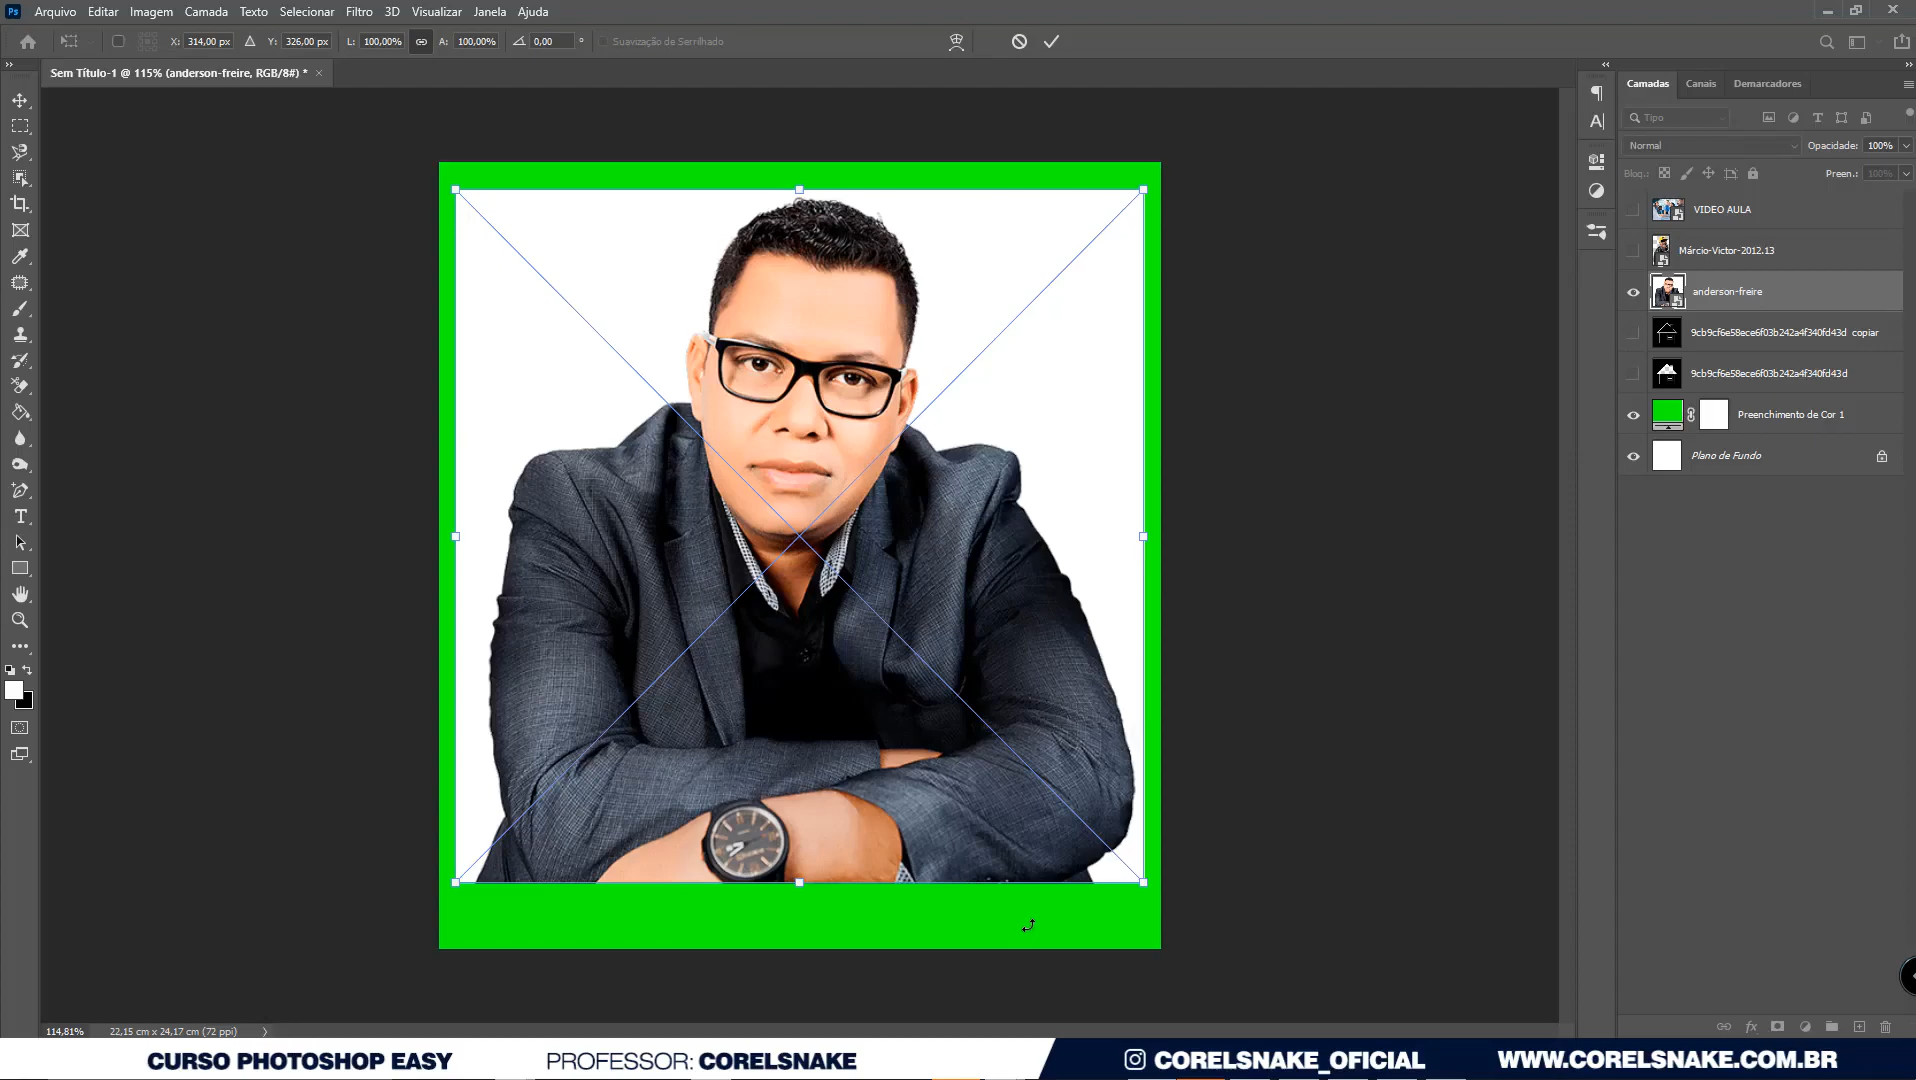 Ps Arquivo Editar Imagem Camada Texto Selecionar Filtro 3D Visualizar Janela Ajuda
X: 314,00 px Y: 326,00 px L: 100,00% A: 100,00% 0,00 ° Suavização de Serrilhado
Sem Título-1 @ 115% (anderson-freire, RGB/8#) * ×
Camadas Canais Demarcadores
Tipo
Normal Opacidade: 100%
Bloq.: Preen.: 100%
VIDEO AULA
Márcio-Victor-2012.13
anderson-freire
9cb9cf6e58ece6f03b242a4f340fd43d copiar
9cb9cf6e58ece6f03b242a4f340fd43d
Preenchimento de Cor 1
Plano de Fundo
114,81% 22,15 cm x 24,17 cm (72 ppi)
CURSO PHOTOSHOP EASY PROFESSOR: CORELSNAKE CORELSNAKE_OFICIAL WWW.CORELSNAKE.COM.BR